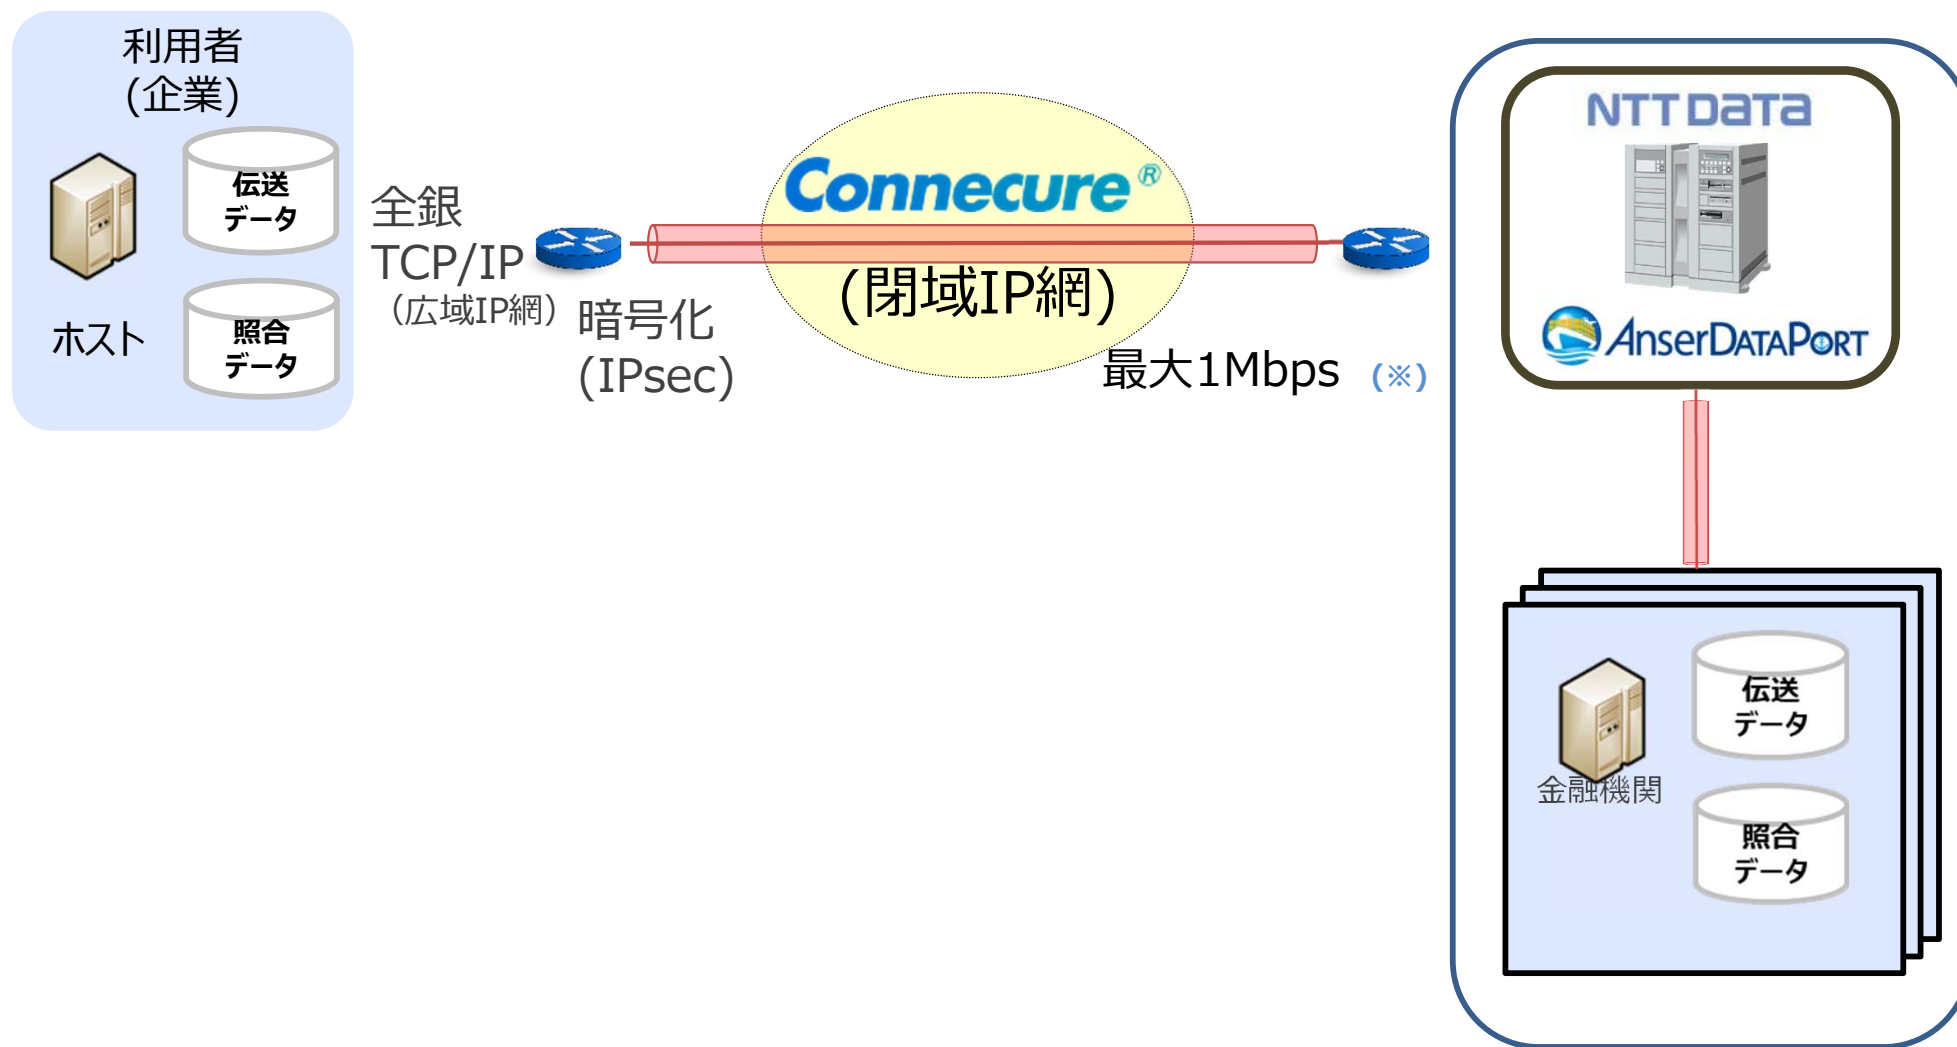 利用者
(企業)
伝送
データ
ホスト
照合
データ
全銀
TCP/IP
（広域IP網）
暗号化
(IPsec)
Connecure®
(閉域IP網)
最大1Mbps (※)
NTT DATA
AnserDATAPORT
伝送
データ
金融機関
照合
データ